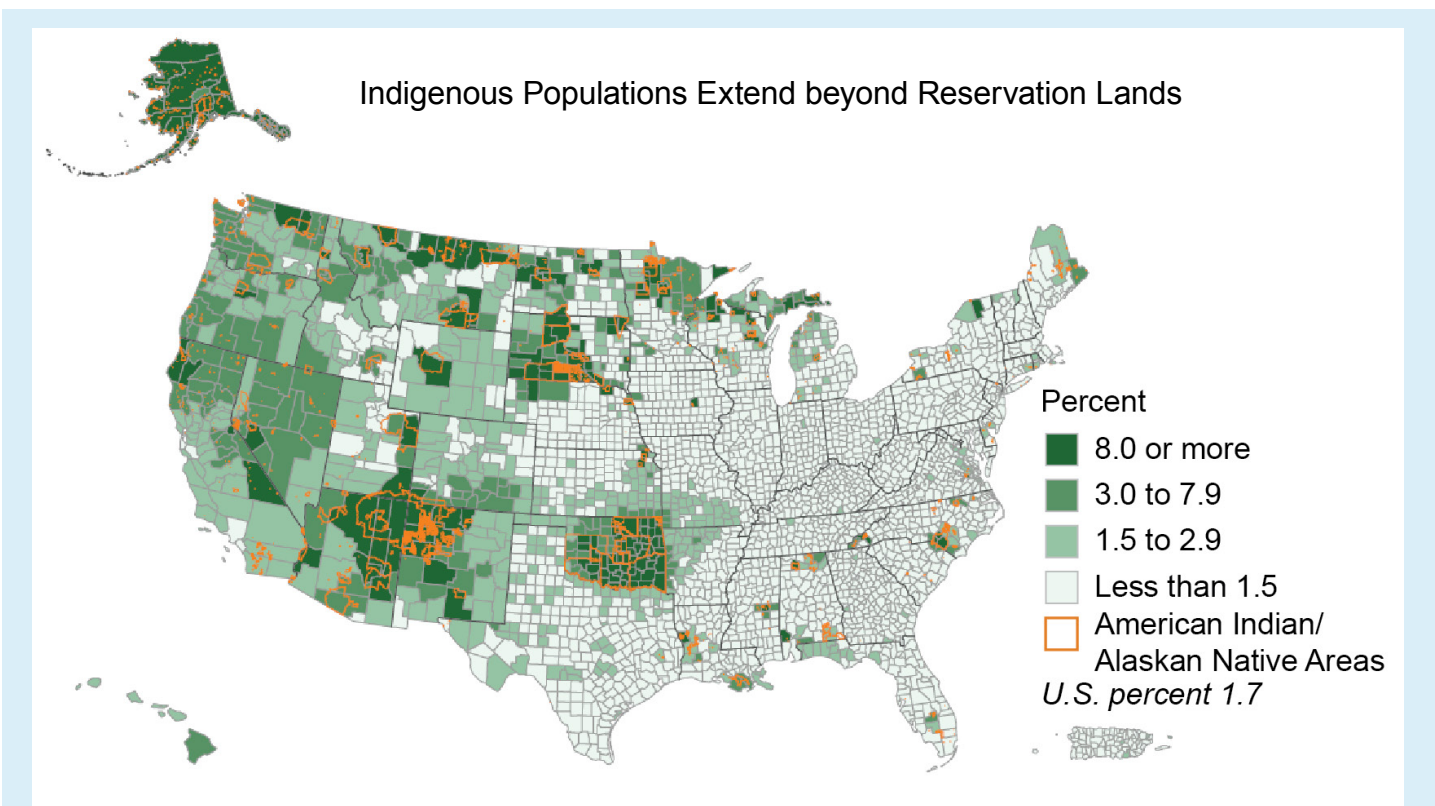 Indigenous Populations Extend beyond Reservation Lands
Percent
8.0 or more
3.0 to 7.9
1.5 to 2.9
Less than 1.5
American Indian/
Alaskan Native Areas
U.S. percent 1.7